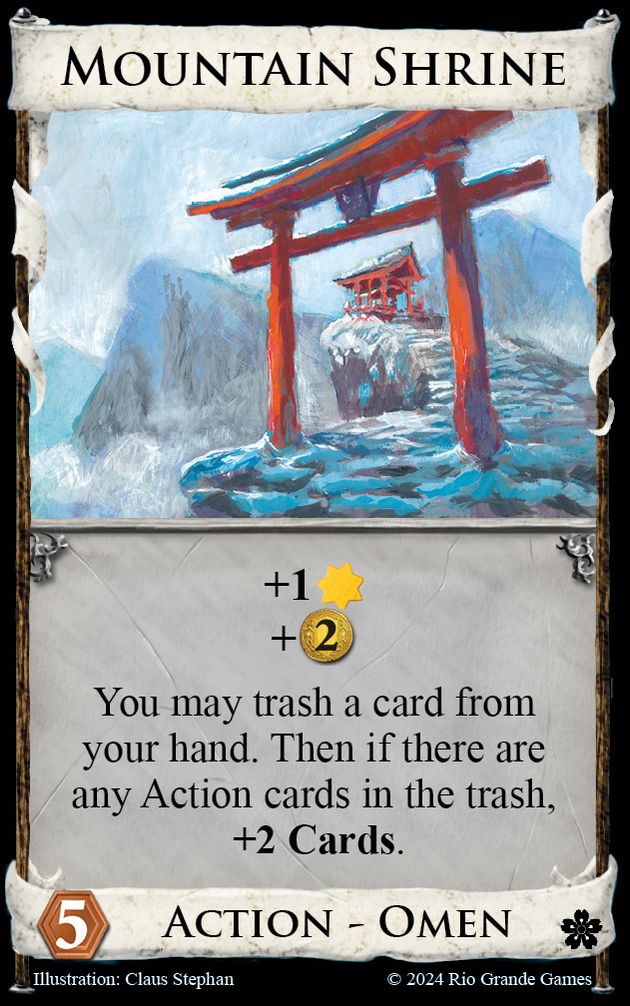 Mountain Shrine
+1
+2
You may trash a card from
your hand. Then if there are
any Action cards in the trash,
+2 Cards.
5 Action - Omen
Illustration: Claus Stephan © 2024 Rio Grande Games